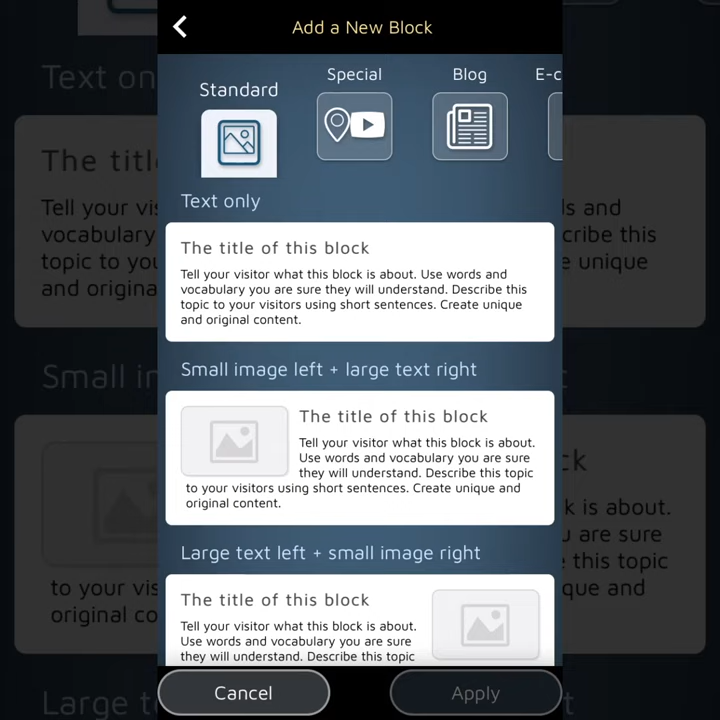 Add a New Block
Standard
Special
Blog
E-c
Text only
The title of this block
Tell your visitor what this block is about. Use words and
vocabulary you are sure they will understand. Describe this
topic to your visitors using short sentences. Create unique
and original content.
Small image left + large text right
The title of this block
Tell your visitor what this block is about.
Use words and vocabulary you are sure
they will understand. Describe this topic
to your visitors using short sentences. Create unique and
original content.
Large text left + small image right
The title of this block
Tell your visitor what this block is about.
Use words and vocabulary you are sure
they will understand. Describe this topic
Cancel
Apply